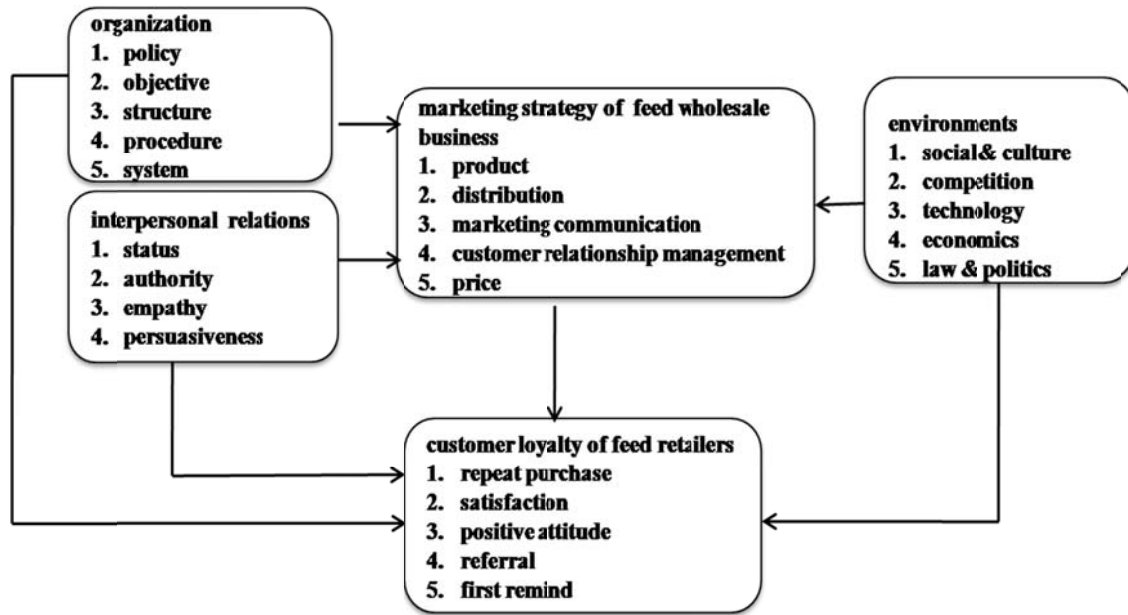 organization
1. policy
2. objective
3. structure
4. procedure
5. system
interpersonal relations
1. status
2. authority
3. empathy
4. persuasiveness
marketing strategy of feed wholesale
business
1. product
2. distribution
3. marketing communication
4. customer relationship management
5. price
environments
1. social& culture
2. competition
3. technology
4. economics
5. law & politics
customer loyalty of feed retailers
1. repeat purchase
2. satisfaction
3. positive attitude
4. referral
5. first remind